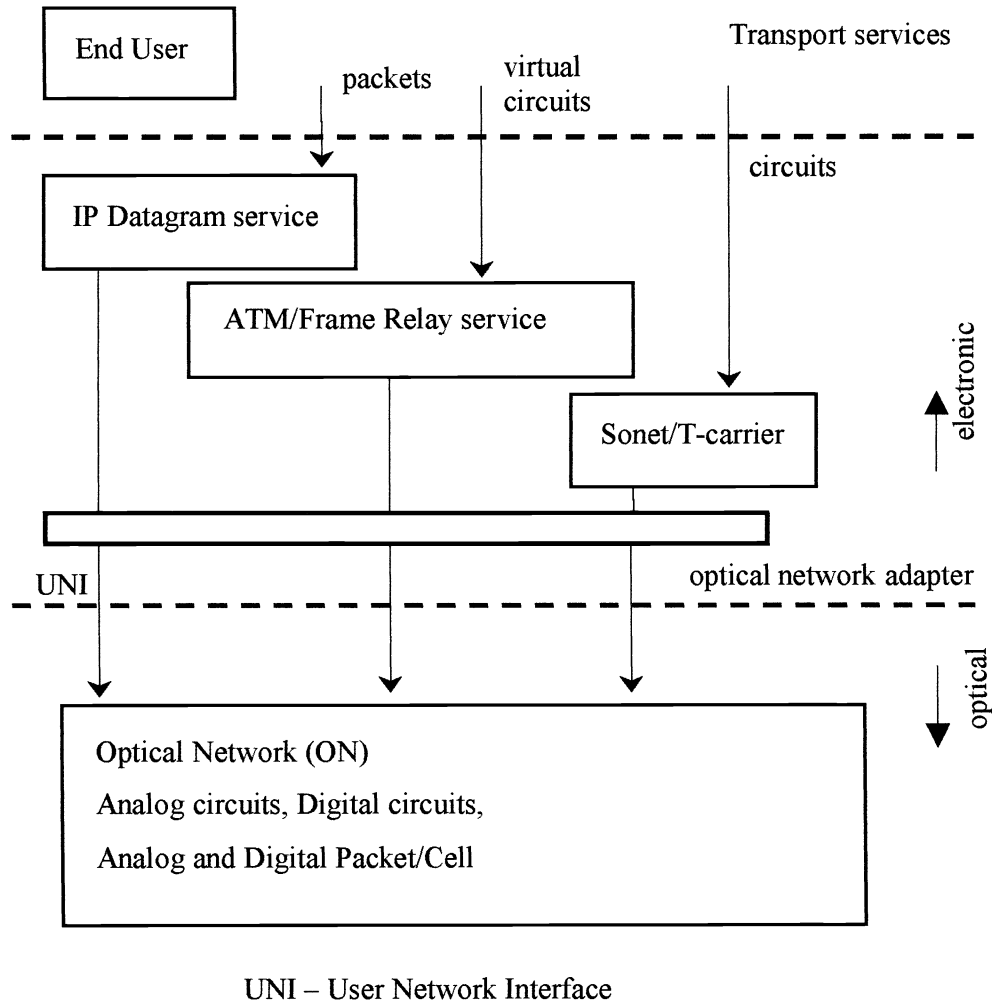 End User
Transport services
packets
virtual
circuits
circuits
IP Datagram service
ATM/Frame Relay service
Sonet/T-carrier
electronic
UNI
optical network adapter
optical
Optical Network (ON)
Analog circuits, Digital circuits,
Analog and Digital Packet/Cell
UNI – User Network Interface